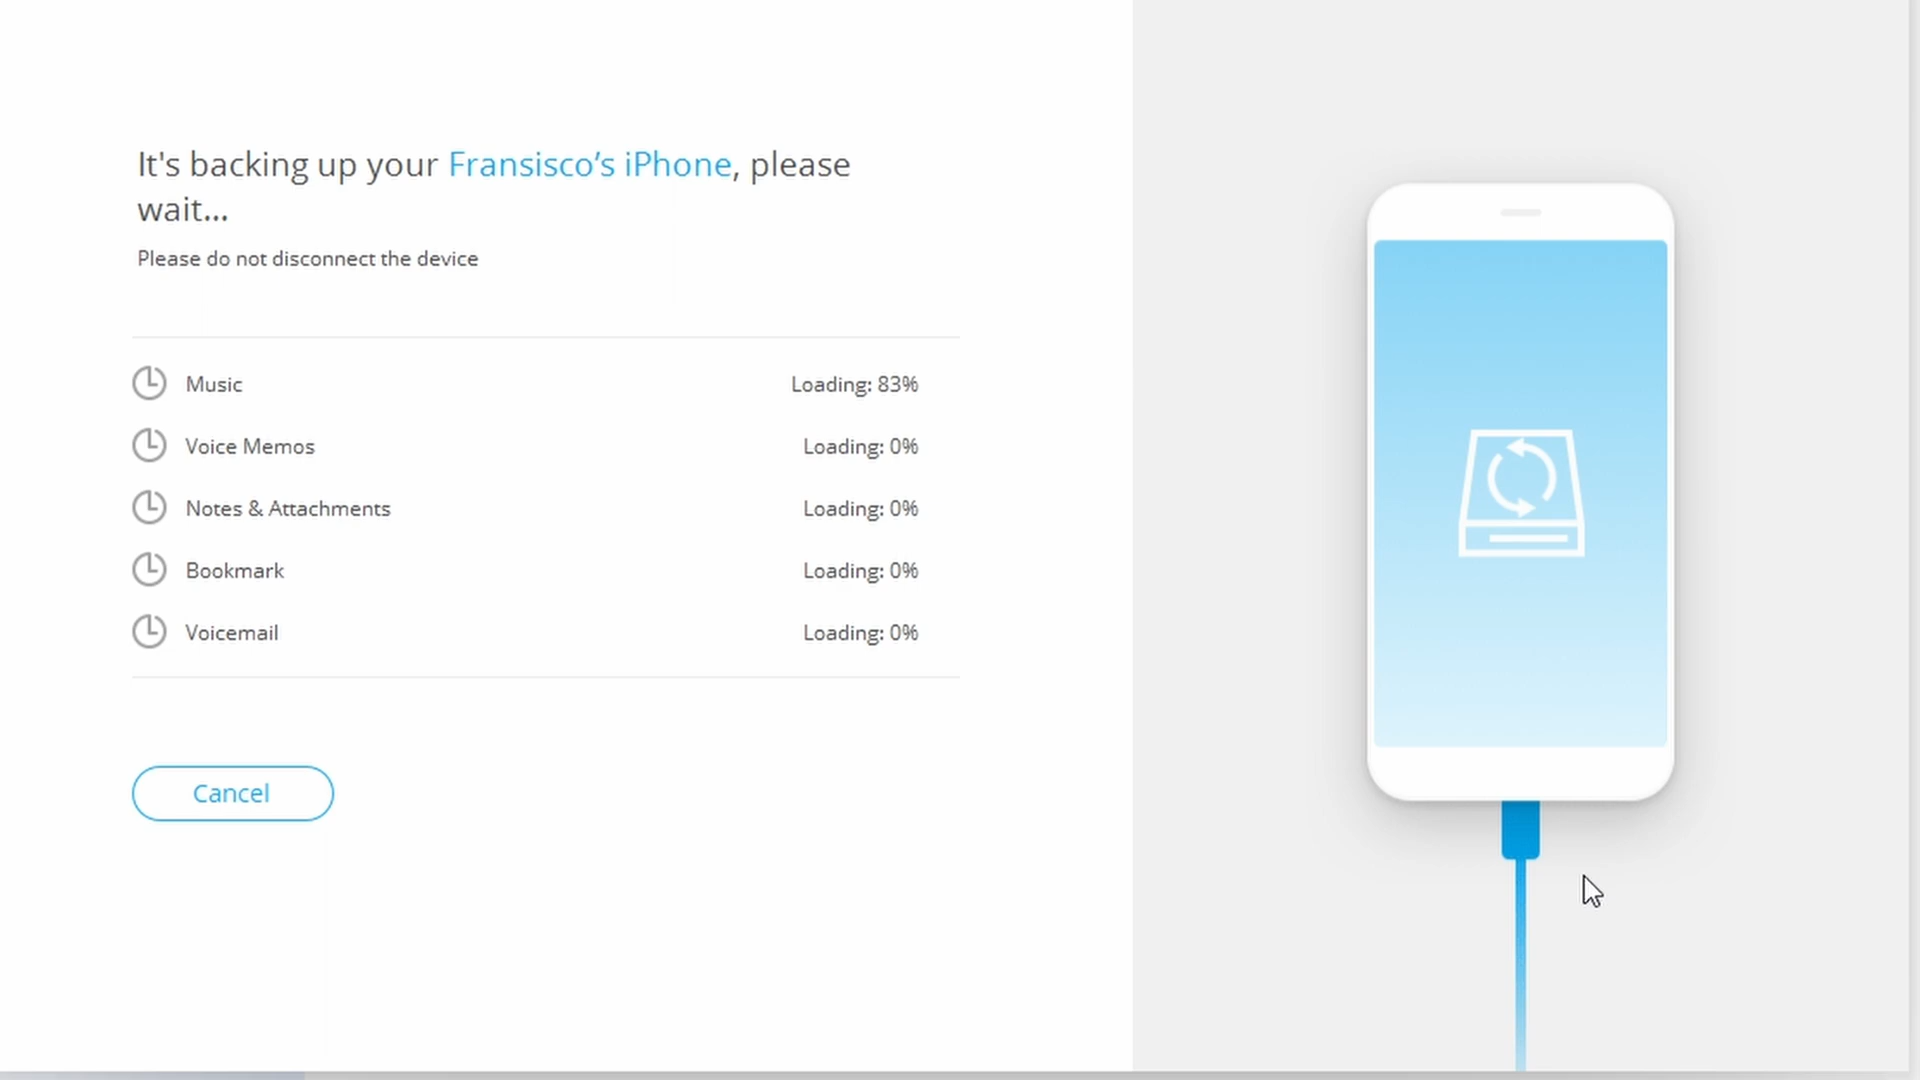 It's backing up your Fransisco’s iPhone, please
wait...
Please do not disconnect the device
Music Loading: 83%
Voice Memos Loading: 0%
Notes & Attachments Loading: 0%
Bookmark Loading: 0%
Voicemail Loading: 0%
Cancel